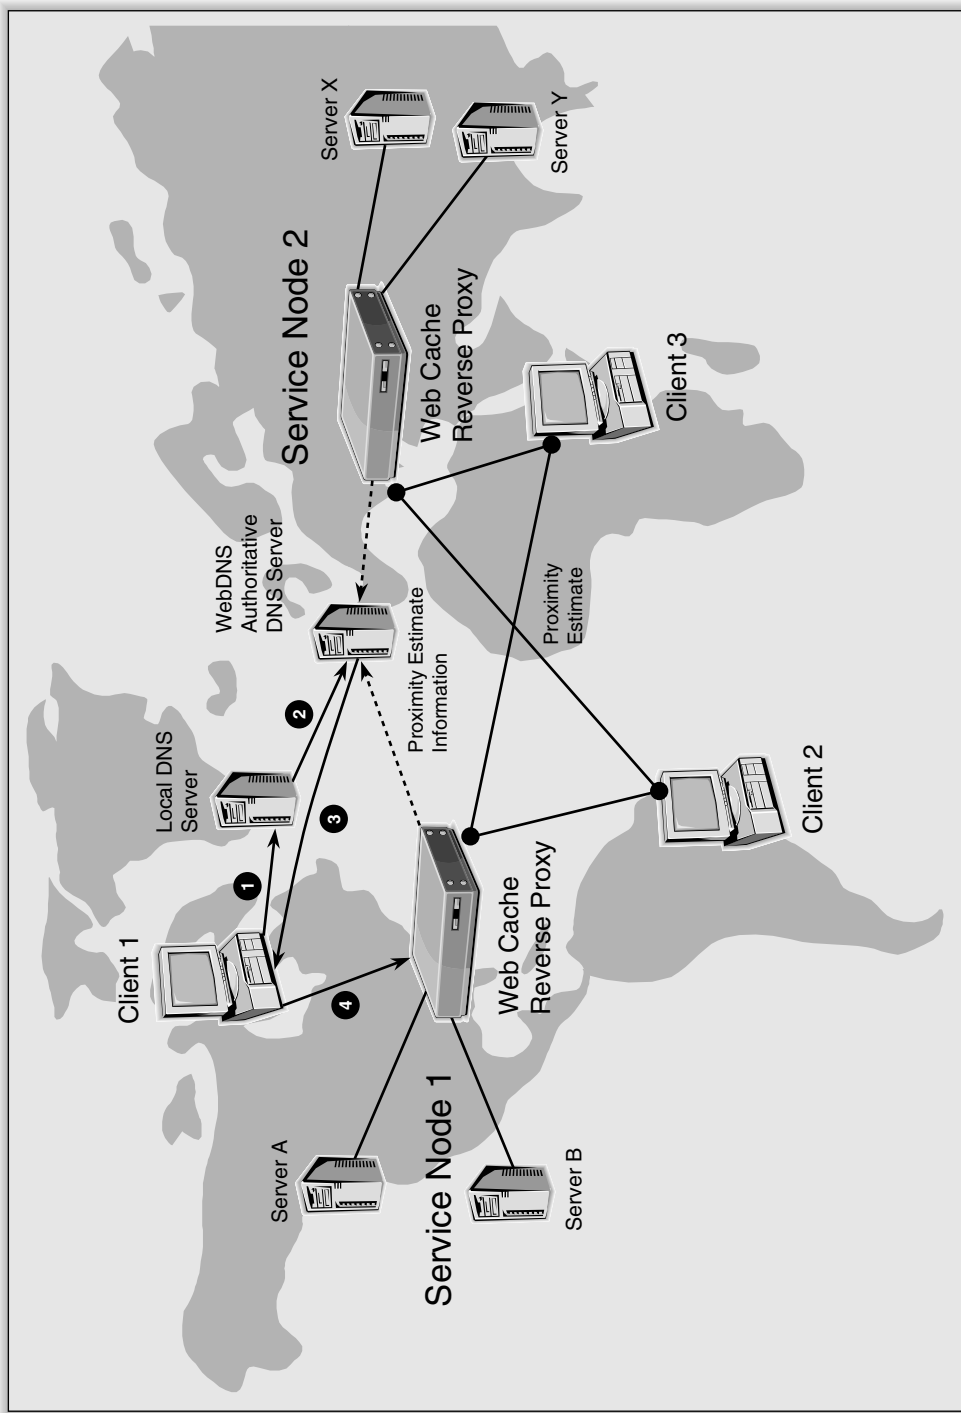 Server X
Server Y
Service Node 2
Web Cache
Reverse Proxy
Client 3
WebDNS
Authoritative
DNS Server
Proximity Estimate
Information
Proximity
Estimate
Local DNS
Server
1
2
3
4
Client 1
Client 2
Web Cache
Reverse Proxy
Service Node 1
Server A
Server B